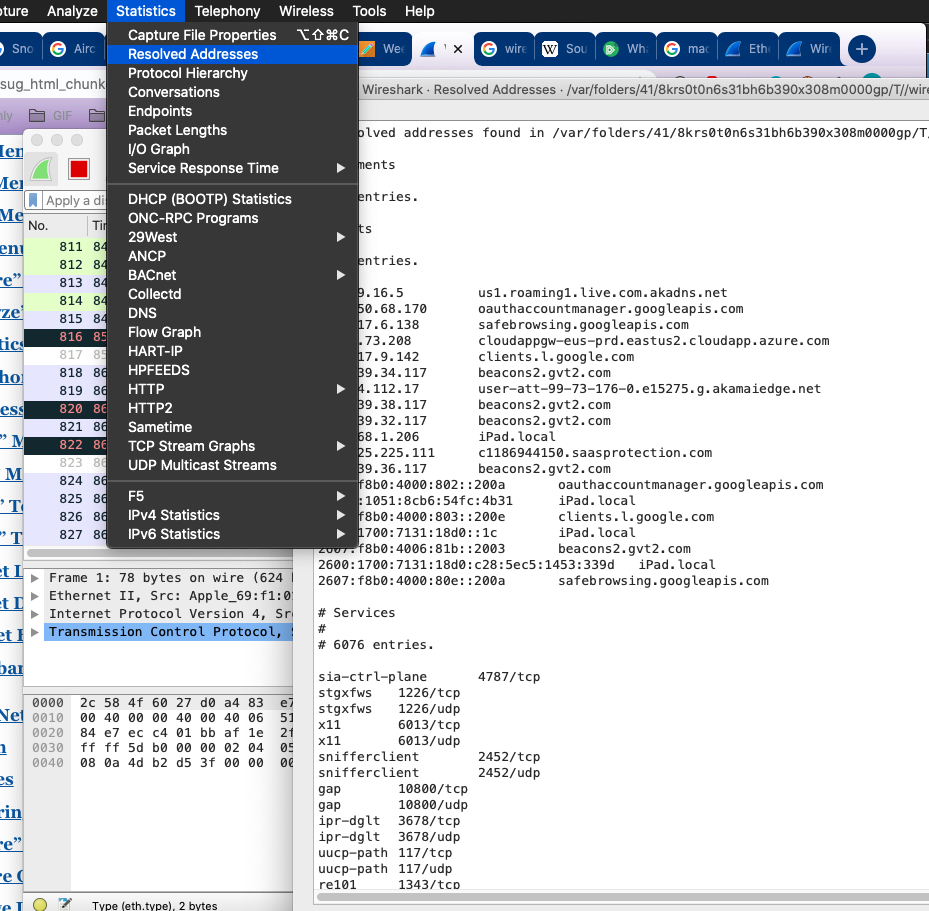 pture Analyze Statistics Telephony Wireless Tools Help
Sno
Airc
Wee
wire
Sou
Wh
mac
Eth
Wir
sug_html_chunk
GIF
Capture File Properties ⌥⇧⌘C
Resolved Addresses
Protocol Hierarchy
Conversations
Endpoints
Packet Lengths
I/O Graph
Service Response Time
DHCP (BOOTP) Statistics
ONC-RPC Programs
29West
ANCP
BACnet
Collectd
DNS
Flow Graph
HART-IP
HPFEEDS
HTTP
HTTP2
Sametime
TCP Stream Graphs
UDP Multicast Streams
F5
IPv4 Statistics
IPv6 Statistics
Apply a dis
No. Tim
811 84
812 84
813 84
814 84
815 84
816 85
817 85
818 86
819 86
820 86
821 86
822 86
823 86
824 86
825 86
826 86
827 86
Frame 1: 78 bytes on wire (624 b
Ethernet II, Src: Apple_69:f1:0
Internet Protocol Version 4, Src
Transmission Control Protocol, S
0000 2c 58 4f 60 27 d0 a4 83 e7
0010 00 40 00 00 40 00 40 06 51
0020 84 e7 ec c4 01 bb af 1e 2f
0030 ff ff 5d b0 00 00 02 04 05
0040 08 0a 4d b2 d5 3f 00 00 00
Type (eth.type), 2 bytes
Wireshark · Resolved Addresses · /var/folders/41/8krs0t0n6s31bh6b390x308m0000gp/T//wire
olved addresses found in /var/folders/41/8krs0t0n6s31bh6b390x308m0000gp/T/
ments
entries.
ts
entries.
9.16.5 us1.roaming1.live.com.akadns.net
50.68.170 oauthaccountmanager.googleapis.com
17.6.138 safebrowsing.googleapis.com
.73.208 cloudappgw-eus-prd.eastus2.cloudapp.azure.com
17.9.142 clients.l.google.com
39.34.117 beacons2.gvt2.com
4.112.17 user-att-99-73-176-0.e15275.g.akamaiedge.net
39.38.117 beacons2.gvt2.com
39.32.117 beacons2.gvt2.com
68.1.206 iPad.local
25.225.111 c1186944150.saasprotection.com
39.36.117 beacons2.gvt2.com
f8b0:4000:802::200a oauthaccountmanager.googleapis.com
:1051:8cb6:54fc:4b31 iPad.local
f8b0:4000:803::200e clients.l.google.com
1700:7131:18d0::1c iPad.local
2607:f8b0:4006:81b::2003 beacons2.gvt2.com
2600:1700:7131:18d0:c28:5ec5:1453:339d iPad.local
2607:f8b0:4000:80e::200a safebrowsing.googleapis.com
# Services
#
# 6076 entries.
sia-ctrl-plane 4787/tcp
stgxfws 1226/tcp
stgxfws 1226/udp
x11 6013/tcp
x11 6013/udp
snifferclient 2452/tcp
snifferclient 2452/udp
gap 10800/tcp
gap 10800/udp
ipr-dglt 3678/tcp
ipr-dglt 3678/udp
uucp-path 117/tcp
uucp-path 117/udp
re101 1343/tcp